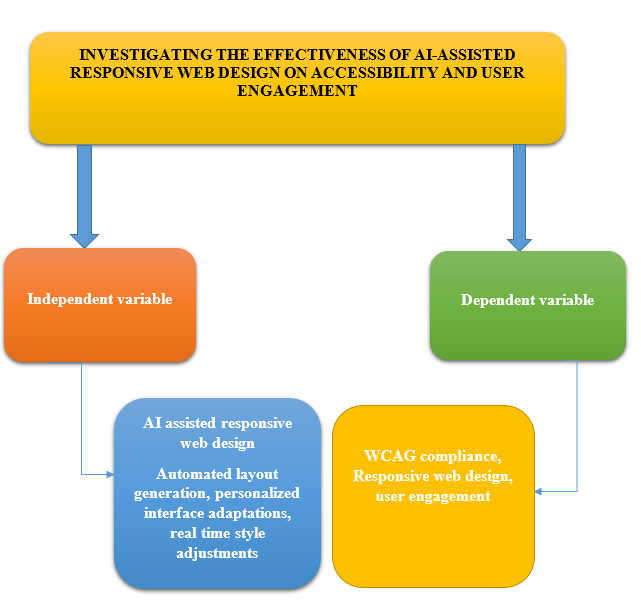 INVESTIGATING THE EFFECTIVENESS OF AI-ASSISTED
RESPONSIVE WEB DESIGN ON ACCESSIBILITY AND USER
ENGAGEMENT
Independent variable
Dependent variable
AI assisted responsive
web design
Automated layout
generation, personalized
interface adaptations,
real time style
adjustments
WCAG compliance,
Responsive web design,
user engagement